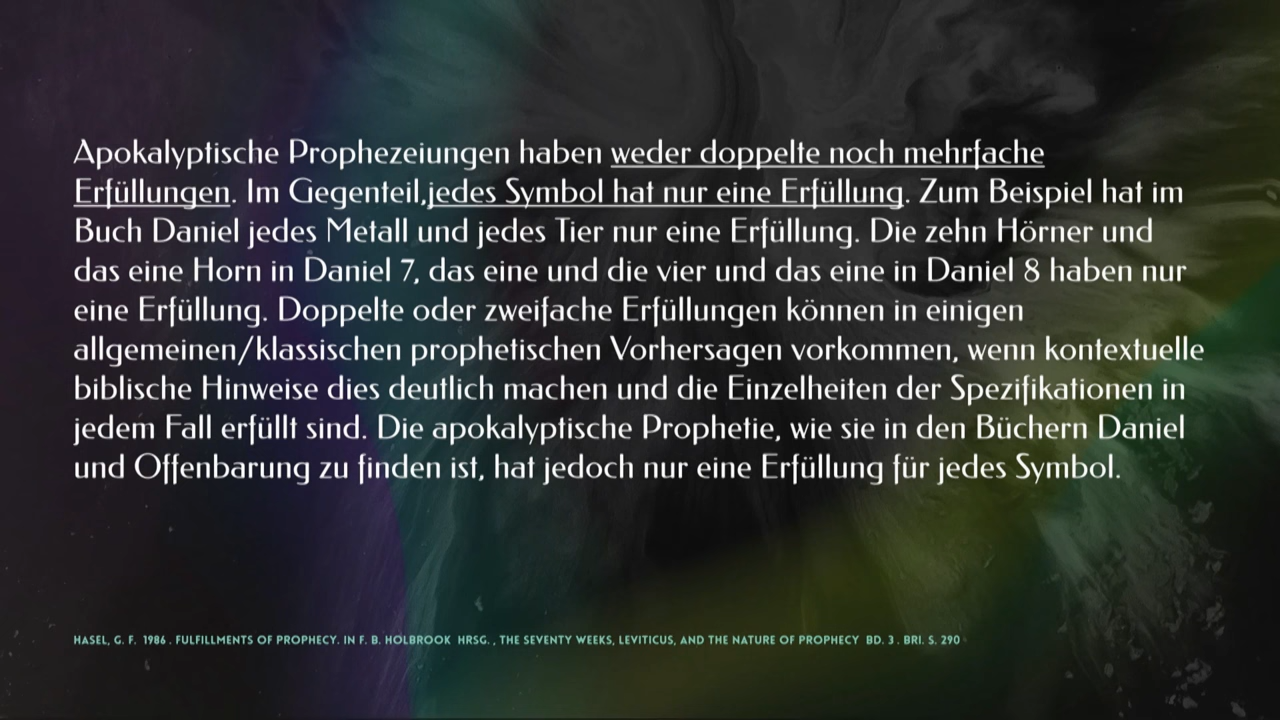 Apokalyptische Prophezeiungen haben weder doppelte noch mehrfache
Erfüllungen. Im Gegenteil,jedes Symbol hat nur eine Erfüllung. Zum Beispiel hat im
Buch Daniel jedes Metall und jedes Tier nur eine Erfüllung. Die zehn Hörner und
das eine Horn in Daniel 7, das eine und die vier und das eine in Daniel 8 haben nur
eine Erfüllung. Doppelte oder zweifache Erfüllungen können in einigen
allgemeinen/klassischen prophetischen Vorhersagen vorkommen, wenn kontextuelle
biblische Hinweise dies deutlich machen und die Einzelheiten der Spezifikationen in
jedem Fall erfüllt sind. Die apokalyptische Prophetie, wie sie in den Büchern Daniel
und Offenbarung zu finden ist, hat jedoch nur eine Erfüllung für jedes Symbol.
HASEL, G. F. 1986 . FULFILLMENTS OF PROPHECY. IN F. B. HOLBROOK HRSG. , THE SEVENTY WEEKS, LEVITICUS, AND THE NATURE OF PROPHECY BD. 3 . BRI. S. 290